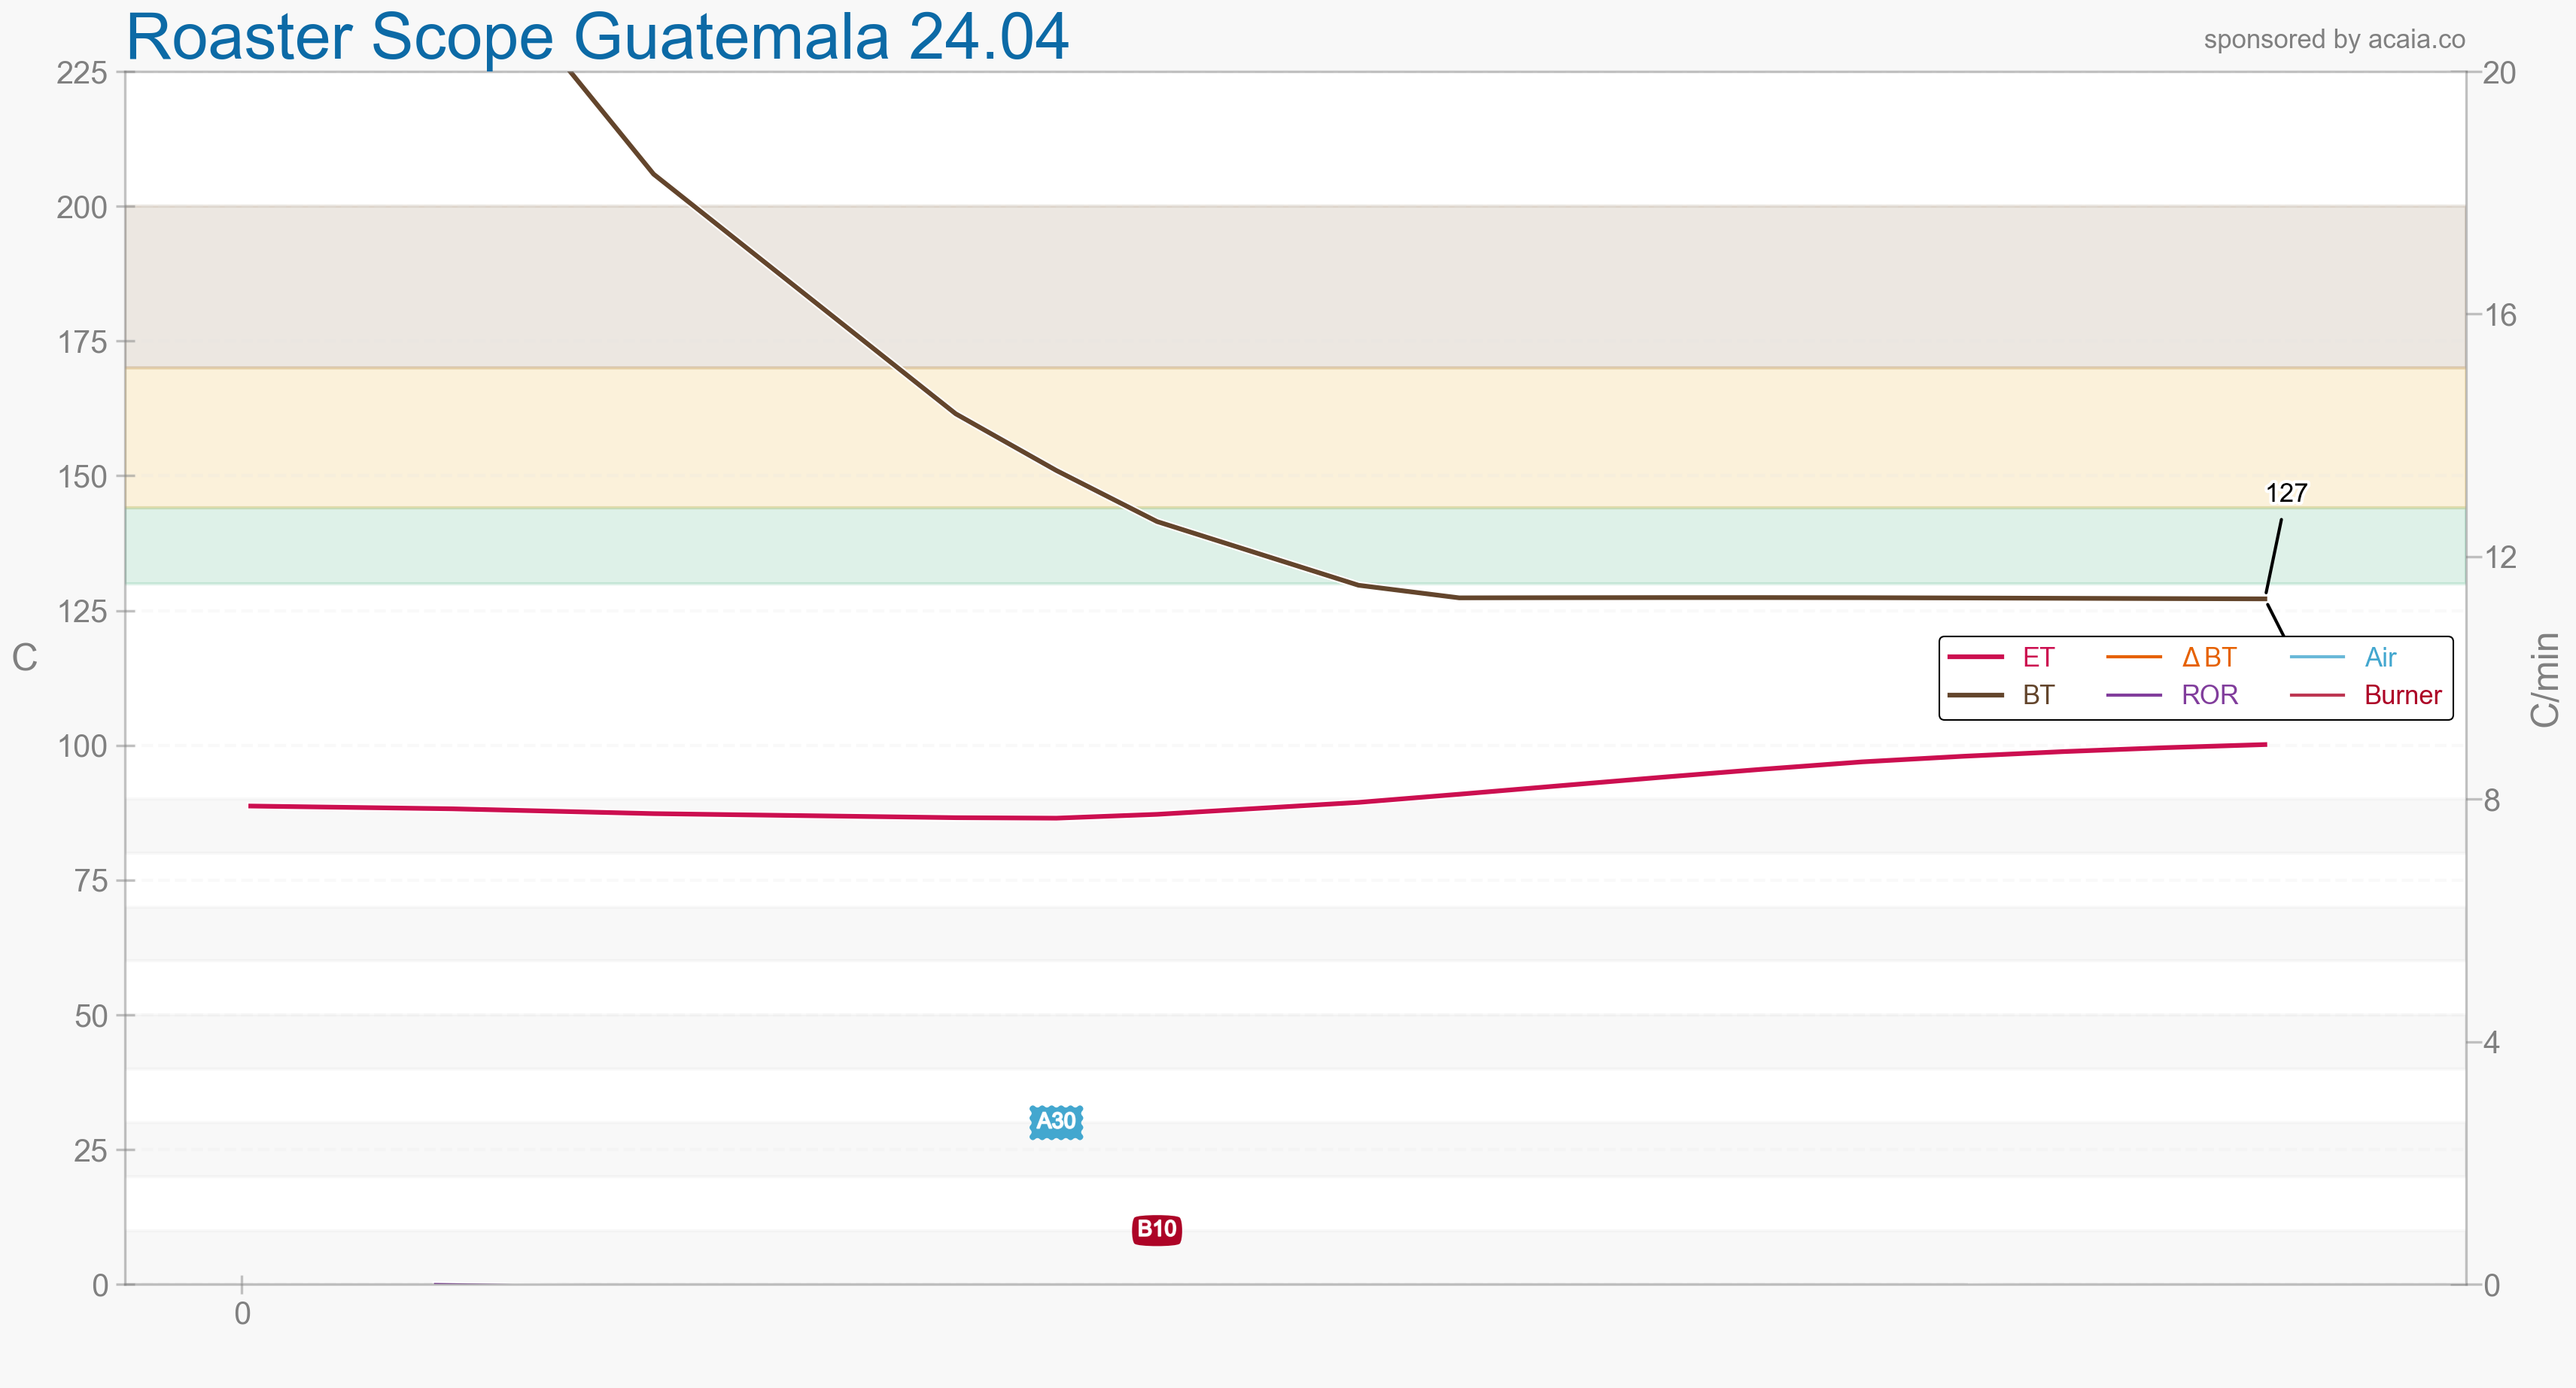 Roaster Scope Guatemala 24.04
sponsored by acaia.co
225
200
175
150
125
100
75
50
25
0
C
20
16
12
8
4
0
C/min
127
ET
Δ BT
Air
BT
ROR
Burner
A30
B10
0